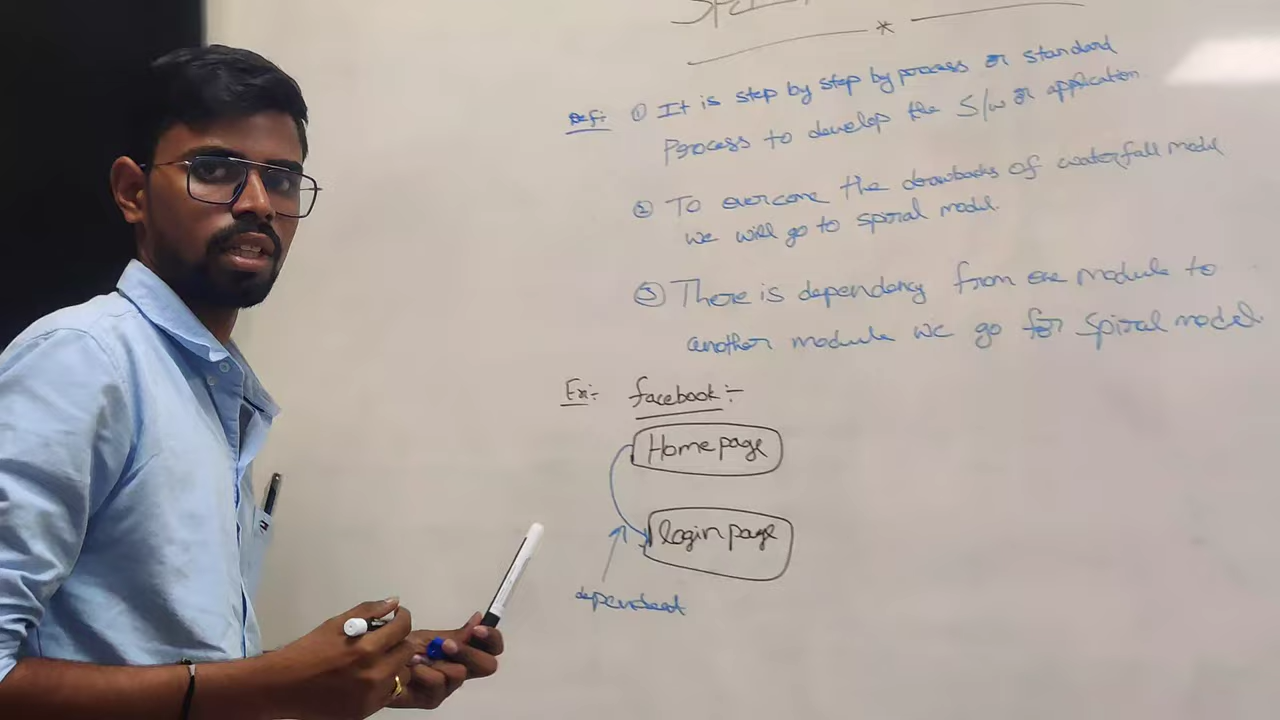 Def:- ① It is step by step by process or standard
Process to develop the S/w or application
② To overcome the drawbacks of waterfall model
we will go to spiral model.
③ There is dependency from one module to
another module we go for Spiral model.
Ex:- facebook:-
Home page
login page
dependent